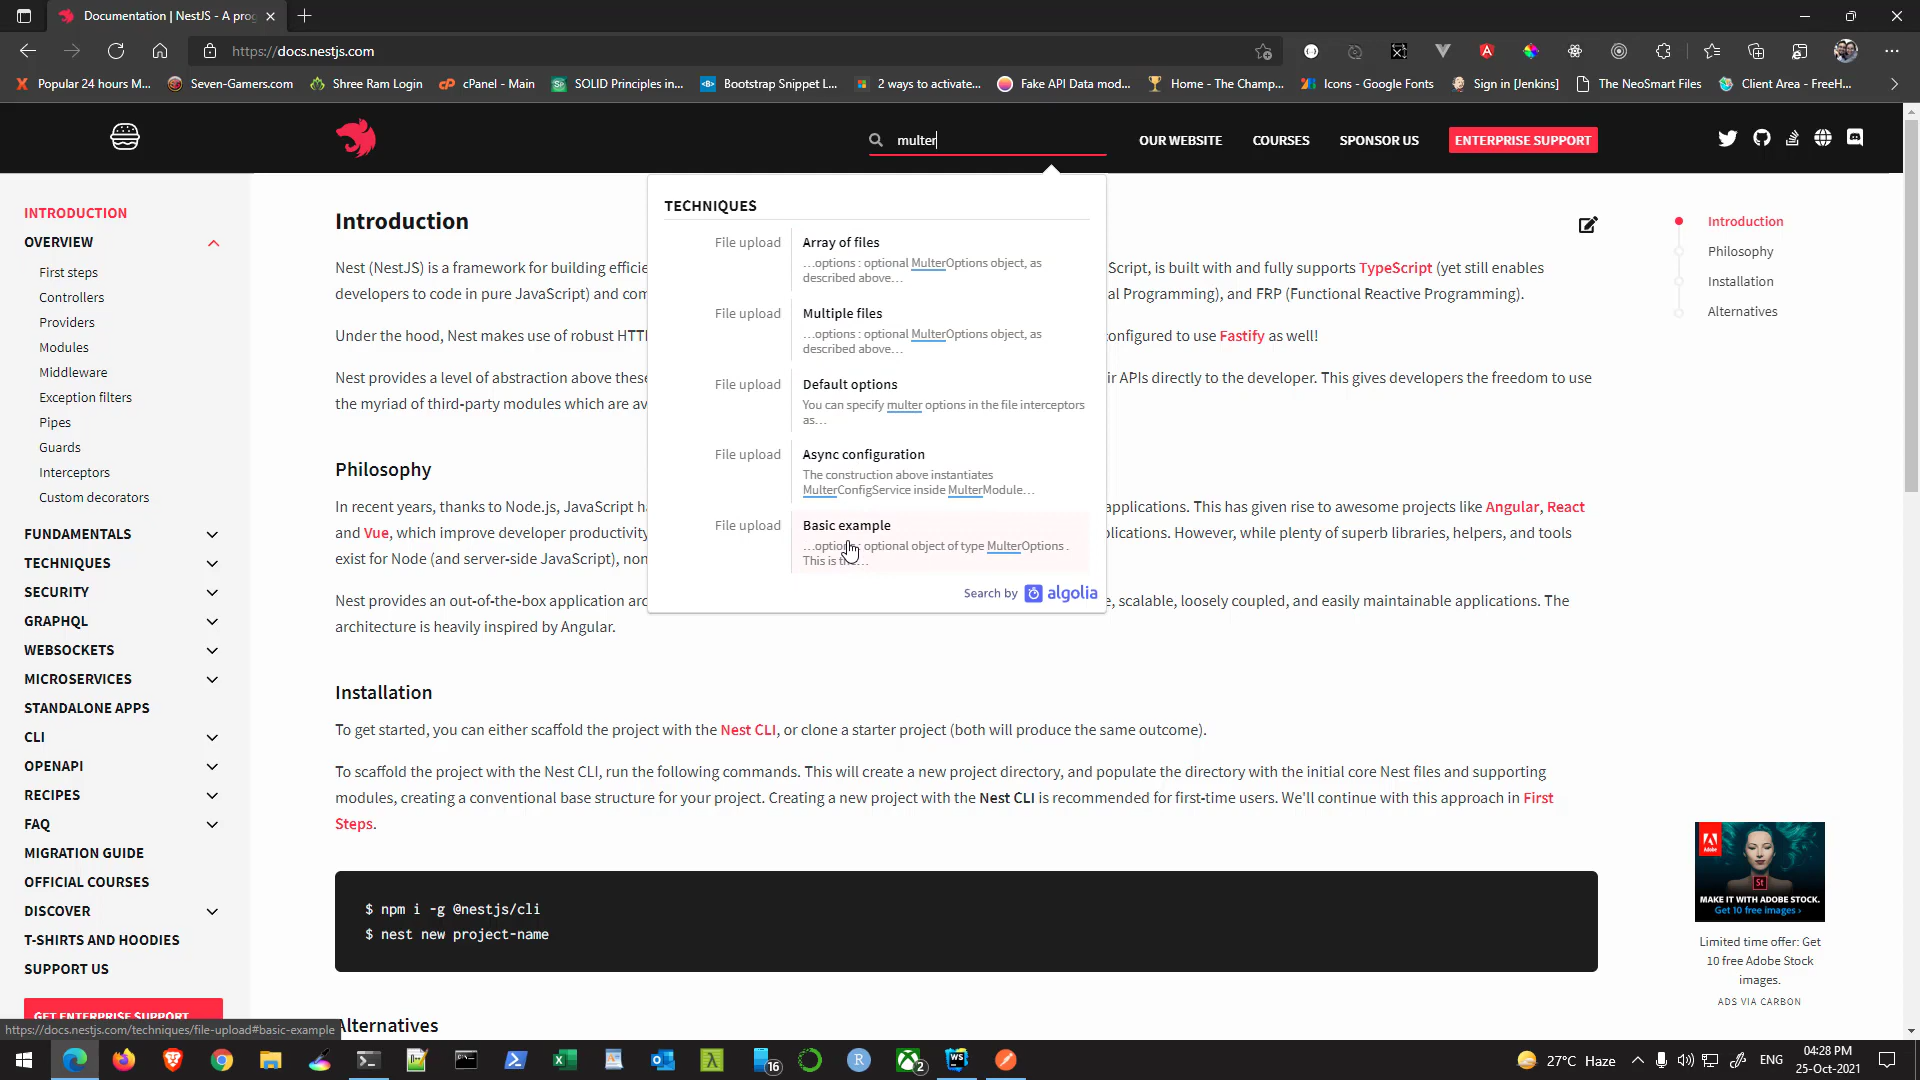 Documentation | NestJS - A prog
https://docs.nestjs.com
Popular 24 hours M...
Seven-Gamers.com
Shree Ram Login
cPanel - Main
SOLID Principles in...
Bootstrap Snippet L...
2 ways to activate...
Fake API Data mod...
Home - The Champ...
Icons - Google Fonts
Sign in [Jenkins]
The NeoSmart Files
Client Area - FreeH...
multer
OUR WEBSITE
COURSES
SPONSOR US
ENTERPRISE SUPPORT
INTRODUCTION
OVERVIEW
First steps
Controllers
Providers
Modules
Middleware
Exception filters
Pipes
Guards
Interceptors
Custom decorators
FUNDAMENTALS
TECHNIQUES
SECURITY
GRAPHQL
WEBSOCKETS
MICROSERVICES
STANDALONE APPS
CLI
OPENAPI
RECIPES
FAQ
MIGRATION GUIDE
OFFICIAL COURSES
DISCOVER
T-SHIRTS AND HOODIES
SUPPORT US
GET ENTERPRISE SUPPORT
https://docs.nestjs.com/techniques/file-upload#basic-example
TECHNIQUES
File upload
Array of files
...options : optional MulterOptions object, as
described above...
File upload
Multiple files
...options : optional MulterOptions object, as
described above...
File upload
Default options
You can specify multer options in the file interceptors
as...
File upload
Async configuration
The construction above instantiates
MulterConfigService inside MulterModule...
File upload
Basic example
...options : optional object of type MulterOptions .
This is
Search by algolia
Introduction
Nest (NestJS) is a framework for building efficie Script, is built with and fully supports TypeScript (yet still enables
developers to code in pure JavaScript) and com al Programming), and FRP (Functional Reactive Programming).
Under the hood, Nest makes use of robust HTT onfigured to use Fastify as well!
Nest provides a level of abstraction above these ir APIs directly to the developer. This gives developers the freedom to use
the myriad of third-party modules which are av
Philosophy
In recent years, thanks to Node.js, JavaScript h applications. This has given rise to awesome projects like Angular, React
and Vue, which improve developer productivity lications. However, while plenty of superb libraries, helpers, and tools
exist for Node (and server-side JavaScript), non
Nest provides an out-of-the-box application arc e, scalable, loosely coupled, and easily maintainable applications. The
architecture is heavily inspired by Angular.
Installation
To get started, you can either scaffold the project with the Nest CLI, or clone a starter project (both will produce the same outcome).
To scaffold the project with the Nest CLI, run the following commands. This will create a new project directory, and populate the directory with the initial core Nest files and supporting
modules, creating a conventional base structure for your project. Creating a new project with the Nest CLI is recommended for first-time users. We'll continue with this approach in First
Steps.
$ npm i -g @nestjs/cli
$ nest new project-name
Alternatives
Introduction
Philosophy
Installation
Alternatives
Adobe
St
MAKE IT WITH ADOBE STOCK.
Get 10 free images ›
Limited time offer: Get
10 free Adobe Stock
images.
ADS VIA CARBON
16
R
2
WS
27°C Haze
ENG
04:28 PM
25-Oct-2021